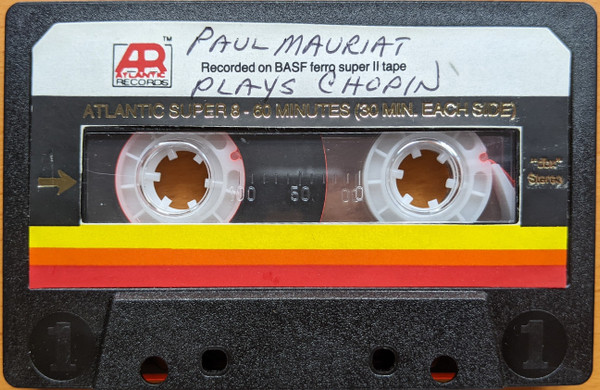 PAUL MAURIAT
AR
TM
ATLANTIC
RECORDS
Recorded on BASF ferro super II tape
PLAYS CHOPIN
ATLANTIC SUPER 8 - 60 MINUTES (30 MIN. EACH SIDE)
100 50 0
Stereo
1 1